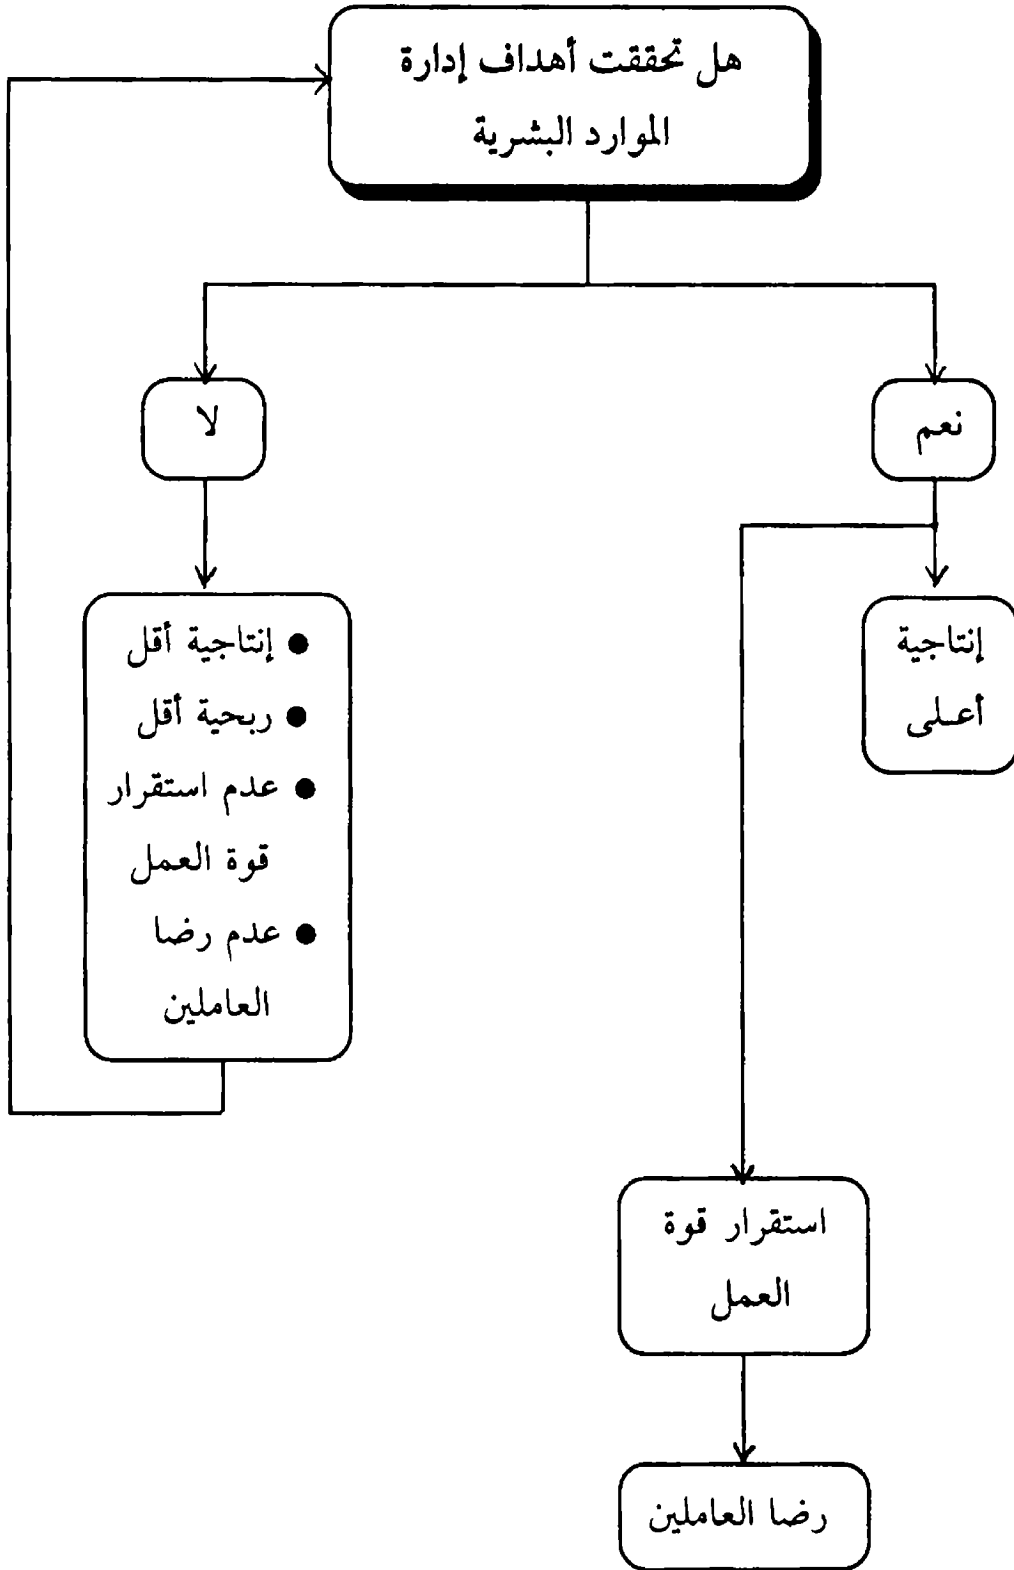 هل تحققت أهداف إدارة
الموارد البشرية
نعم
لا
إنتاجية
أعلى
● إنتاجية أقل
● ربحية أقل
● عدم استقرار
قوة العمل
● عدم رضا
العاملين
استقرار قوة
العمل
رضا العاملين